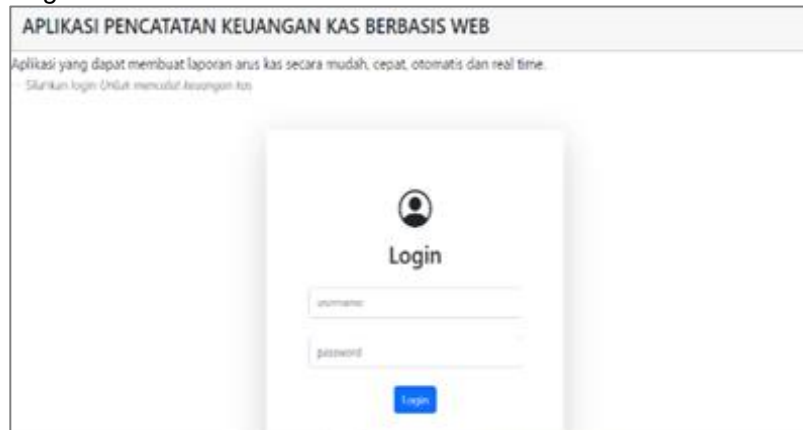 APLIKASI PENCATATAN KEUANGAN KAS BERBASIS WEB
Aplikasi yang dapat membuat laporan arus kas secara mudah, cepat, otomatis dan real time.
Silahkan login Untuk mencatat keuangan kas
Login
username
password
Login